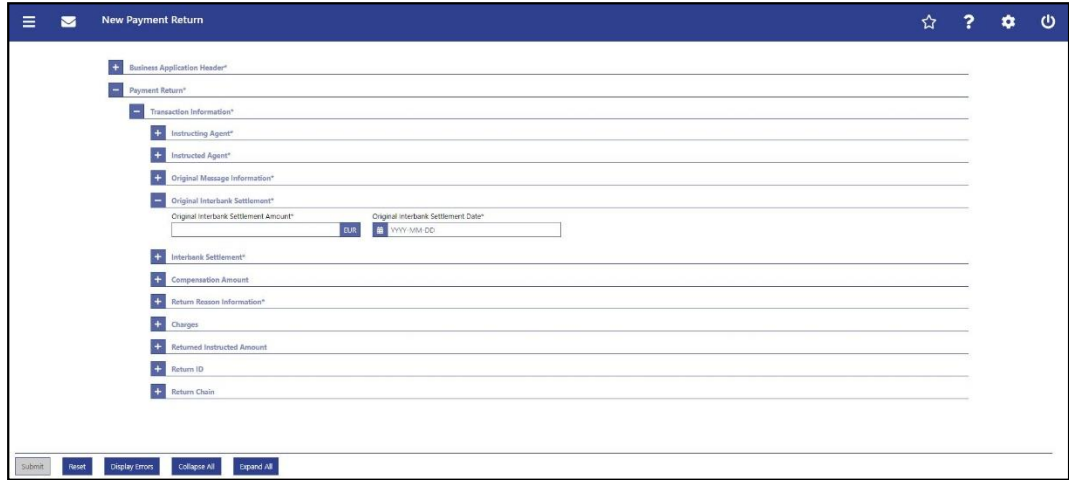 New Payment Return
Business Application Header*
Payment Return*
Transaction Information*
Instructing Agent*
Instructed Agent*
Original Message Information*
Original Interbank Settlement*
Original Interbank Settlement Amount* Original Interbank Settlement Date*
EUR YYYY-MM-DD
Interbank Settlement*
Compensation Amount
Return Reason Information*
Charges
Returned Instructed Amount
Return ID
Return Chain
Submit Reset Display Errors Collapse All Expand All